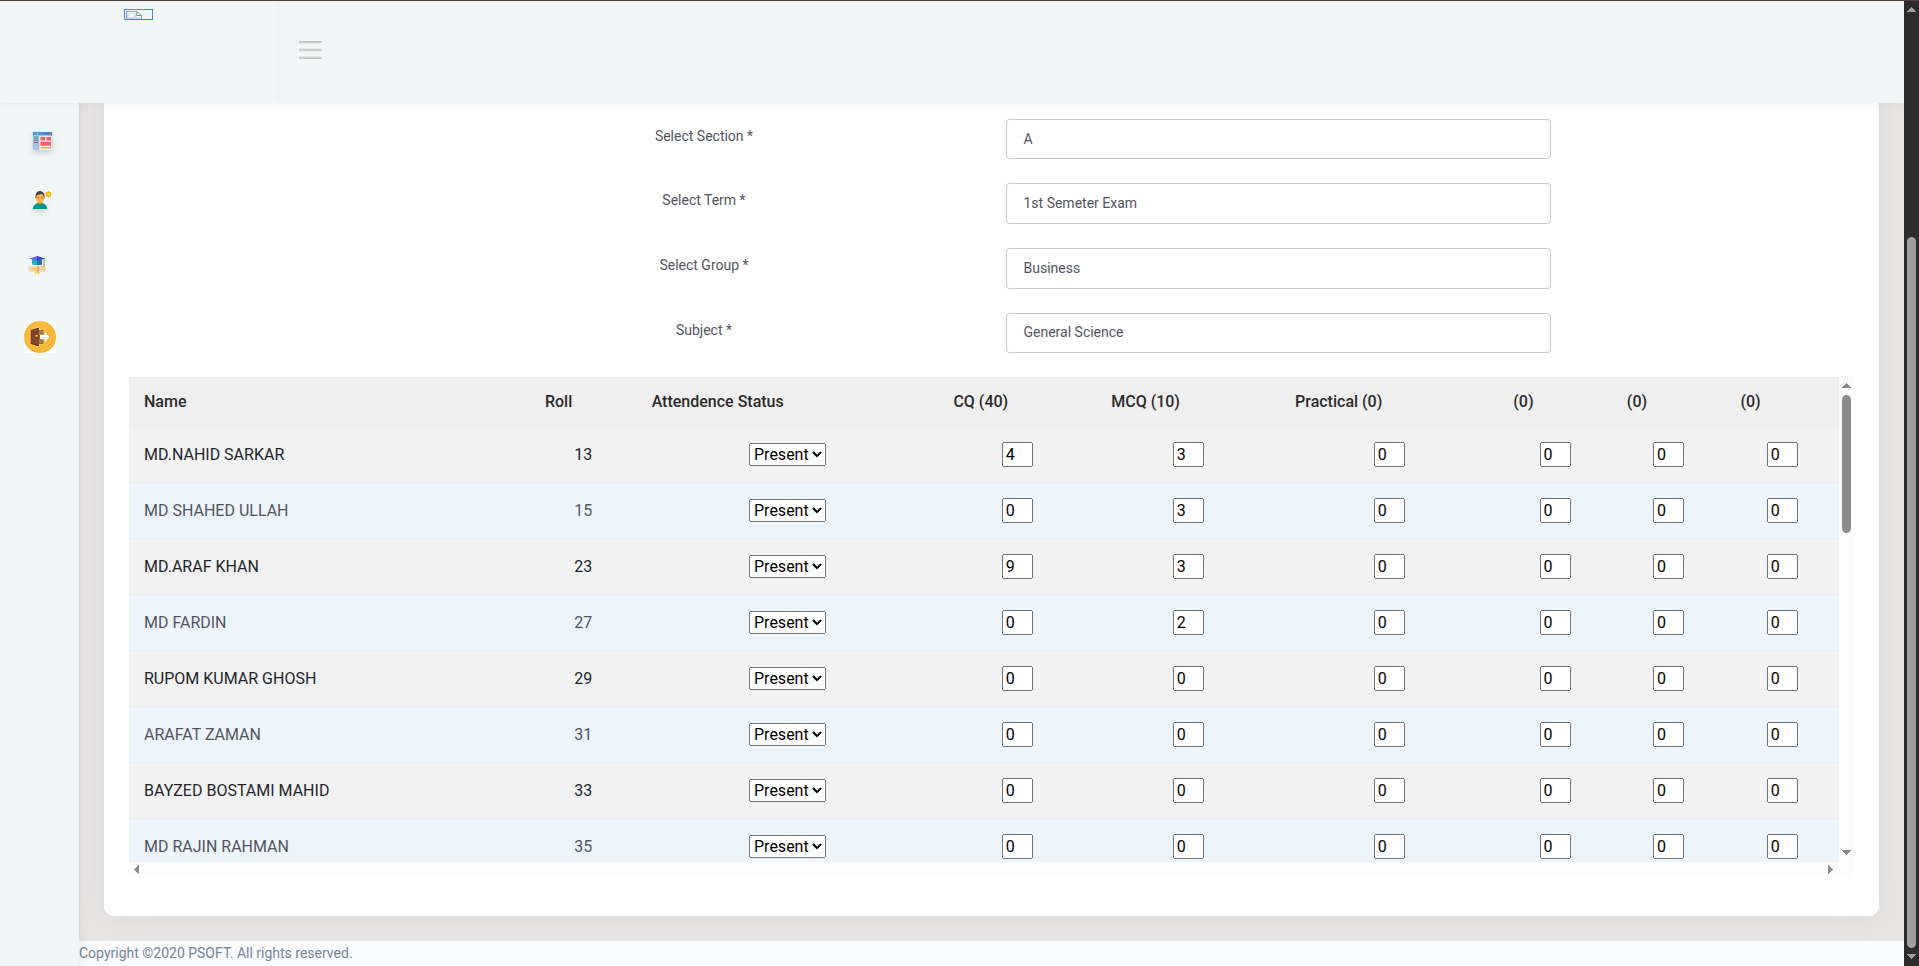 Select Section *
A
Select Term *
1st Semeter Exam
Select Group *
Business
Subject *
General Science
Name Roll Attendence Status CQ (40) MCQ (10) Practical (0) (0) (0) (0)
MD.NAHID SARKAR 13 Present 4 3 0 0 0 0
MD SHAHED ULLAH 15 Present 0 3 0 0 0 0
MD.ARAF KHAN 23 Present 9 3 0 0 0 0
MD FARDIN 27 Present 0 2 0 0 0 0
RUPOM KUMAR GHOSH 29 Present 0 0 0 0 0 0
ARAFAT ZAMAN 31 Present 0 0 0 0 0 0
BAYZED BOSTAMI MAHID 33 Present 0 0 0 0 0 0
MD RAJIN RAHMAN 35 Present 0 0 0 0 0 0
Copyright ©2020 PSOFT. All rights reserved.